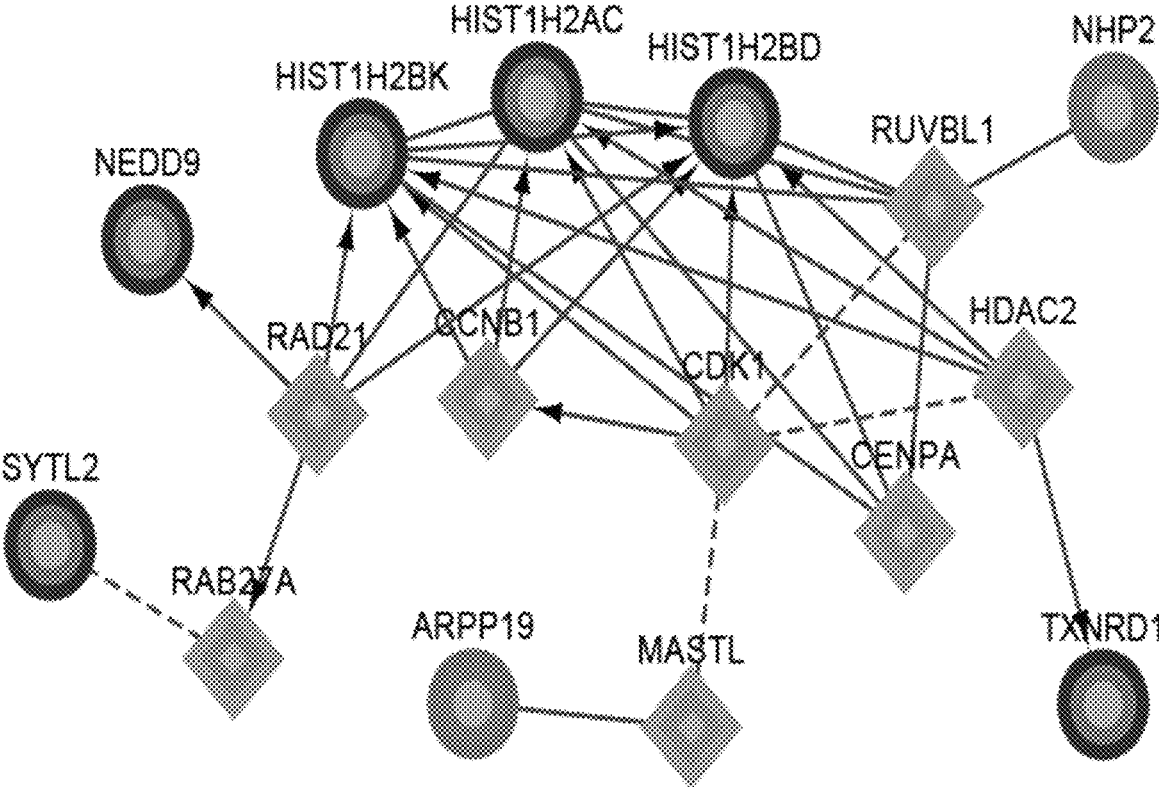 HIST1H2AC
NHP2
HIST1H2BD
HIST1H2BK
RUVBL1
NEDD9
HDAC2
CCNB1
RAD21
CDK1
CENPA
SYTL2
RAB27A
ARPP19
TXNRD1
MASTL